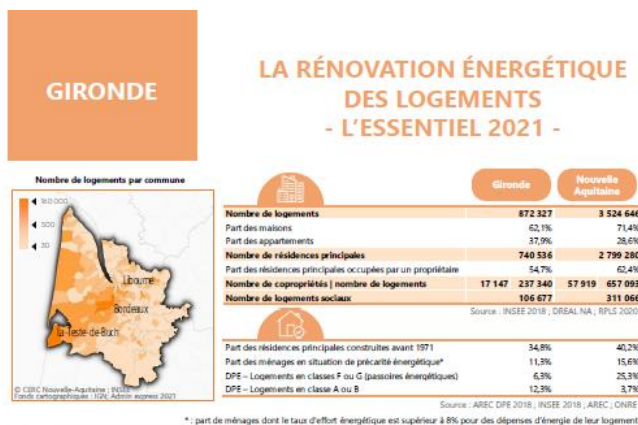 GIRONDE
LA RÉNOVATION ÉNERGÉTIQUE
DES LOGEMENTS
- L'ESSENTIEL 2021 -
Nombre de logements par commune
160 000
500
30
Libourne
Bordeaux
La Teste-de-Buch
© CERC Nouvelle-Aquitaine ; INSEE
Fonds cartographiques : IGN; Admin express 2021
Gironde Nouvelle
Aquitaine
Nombre de logements 872 327 3 524 646
Part des maisons 62,1% 71,4%
Part des appartements 37,9% 28,6%
Nombre de résidences principales 740 536 2 799 280
Part des résidences principales occupées par un propriétaire 54,7% 62,4%
Nombre de copropriétés | nombre de logements 17 147 237 340 57 919 657 093
Nombre de logements sociaux 106 677 311 066
Source : INSEE 2018 ; DREAL NA ; RPLS 2020
Part des résidences principales construites avant 1971 34,8% 40,2%
Part des ménages en situation de précarité énergétique* 11,3% 15,6%
DPE – Logements en classes F ou G (passoires énergétiques) 6,3% 25,3%
DPE – Logements en classe A ou B 12,3% 3,7%
Source : AREC DPE 2018 ; INSEE 2018 ; AREC ; ONRE
* : part de ménages dont le taux d'effort énergétique est supérieur à 8% pour des dépenses d'énergie de leur logement